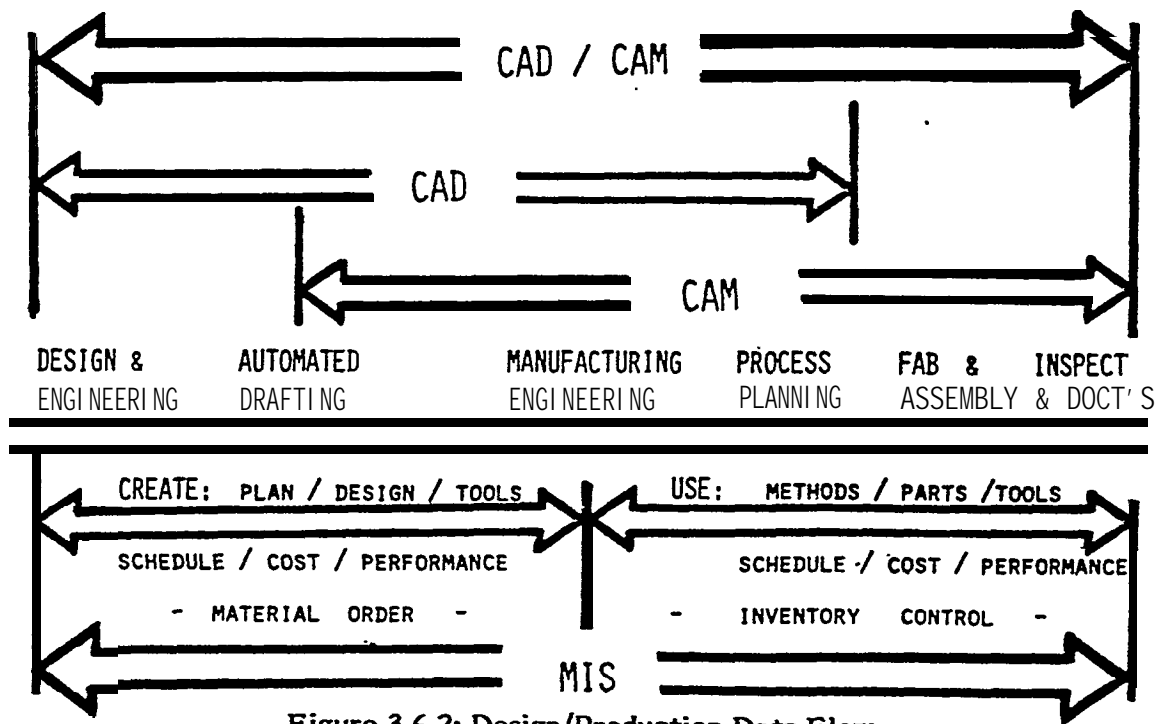 CAD / CAM
CAD
CAM
DESIGN & AUTOMATED MANUFACTURING PROCESS FAB & INSPECT
ENGINEERING DRAFTING ENGINEERING PLANNING ASSEMBLY & DOCT'S
CREATE: PLAN / DESIGN / TOOLS USE: METHODS / PARTS /TOOLS
SCHEDULE / COST / PERFORMANCE SCHEDULE / COST / PERFORMANCE
- MATERIAL ORDER - - INVENTORY CONTROL -
MIS
Figure 3.6.2: Design/Production Data Flow